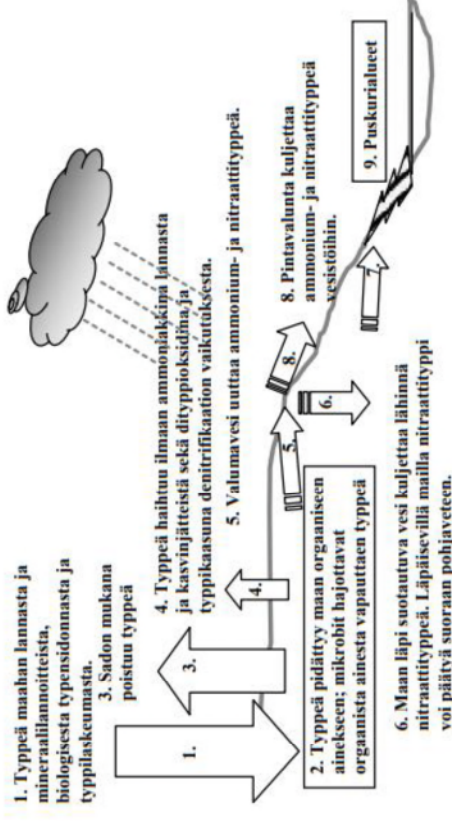 1. Typpeä maahan lannasta ja
mineraalilannoitteista,
biologisesta typensidonnasta ja
typpilaskeumasta.
3. Sadon mukana
poistuu typpeä
4. Typpeä haihtuu ilmaan ammoniakkina lannasta
ja kasvinjätteistä sekä dityppioksidina ja
typpikaasuna denitrifikaation vaikutuksesta.
5. Valumavesi uuttaa ammonium- ja nitraattityppeä.
8. Pintavalunta kuljettaa
ammonium- ja nitraattityppeä
vesistöihin.
9. Puskurialueet
1.
3.
4.
5.
8.
6.
7.
2. Typpeä pidättyy maan orgaaniseen
ainekseen; mikrobit hajottavat
orgaanista ainesta vapauttaen typpeä
6. Maan läpi suotautuva vesi kuljettaa lähinnä
nitraattityppeä. Läpäisevillä mailla nitraattityppi
voi päätyä suoraan pohjaveteen.